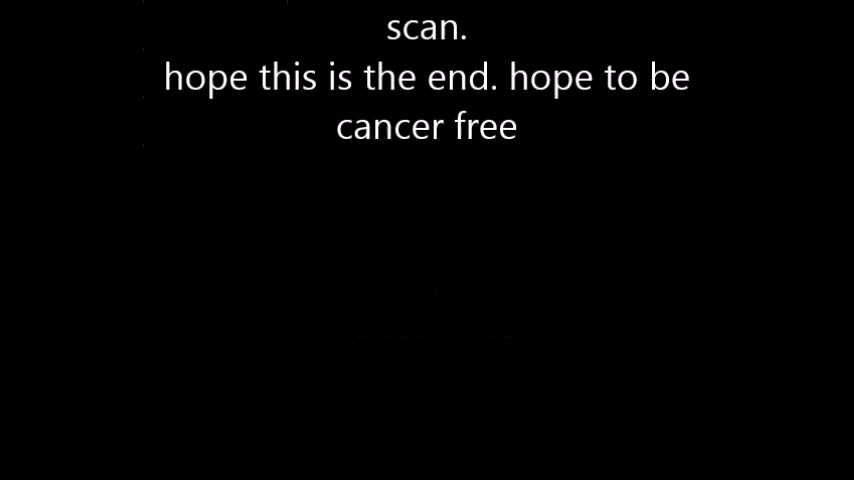 scan.
hope this is the end. hope to be
cancer free